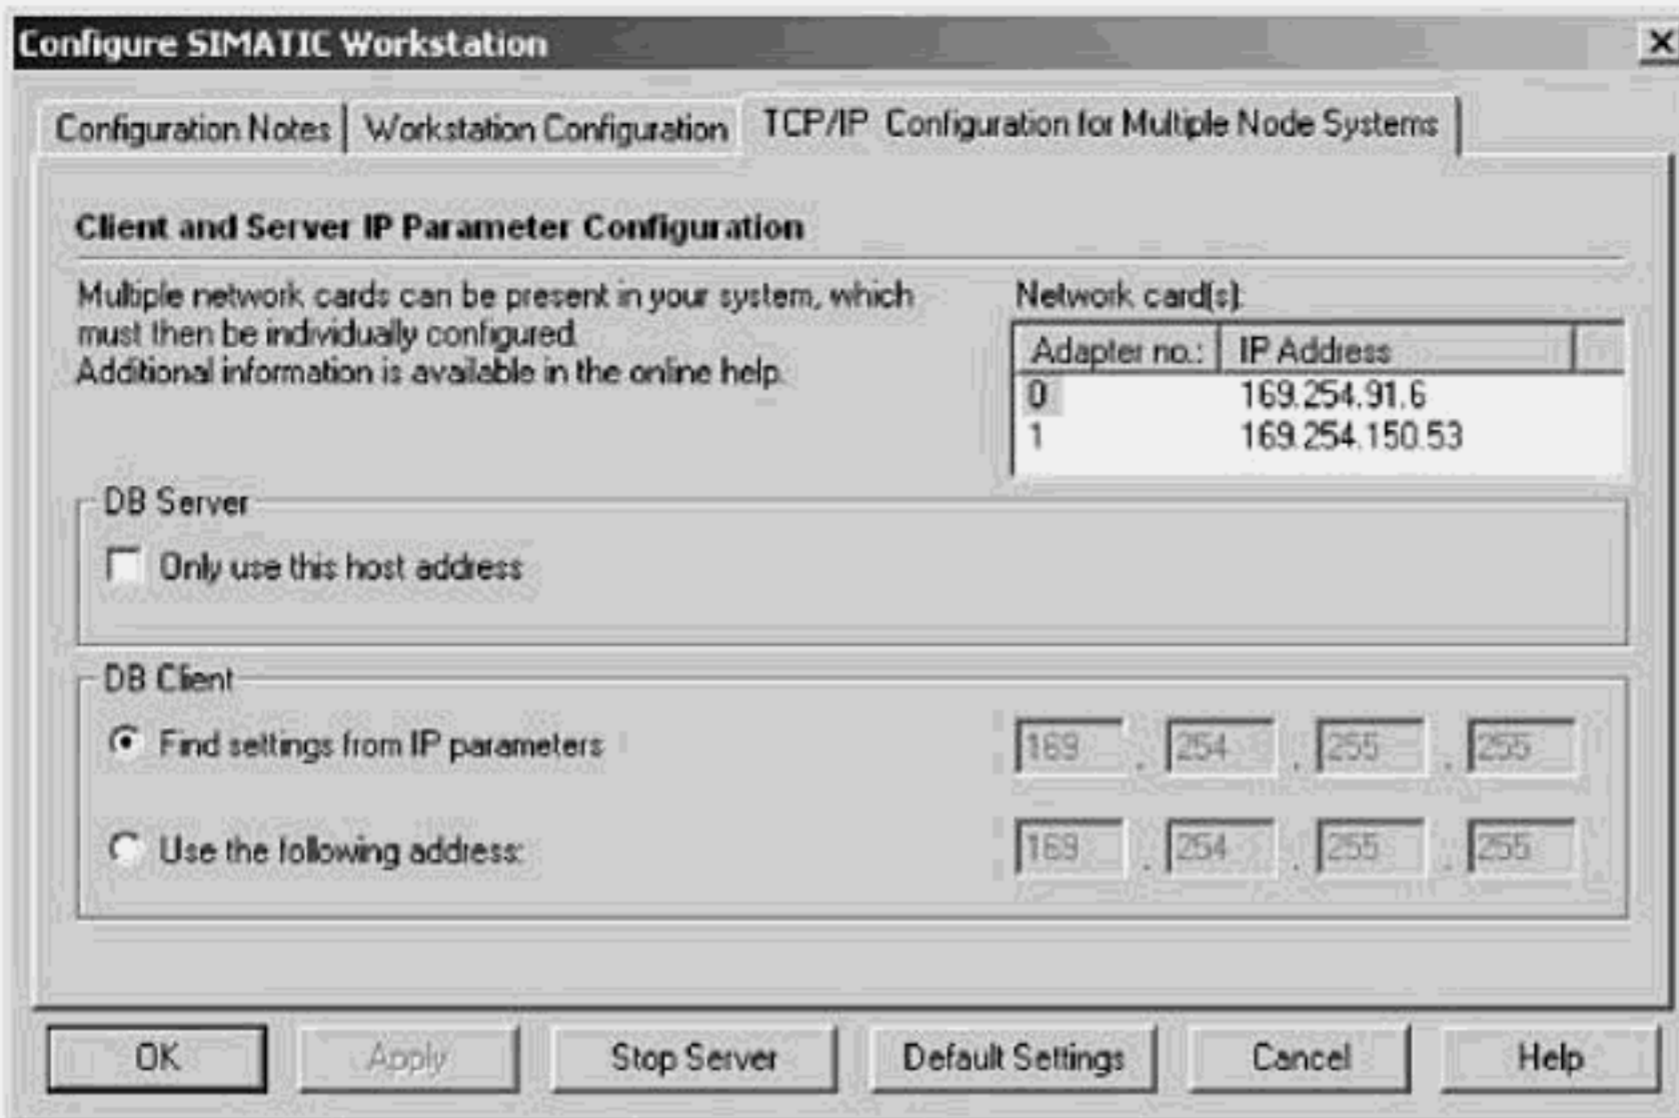 Configure SIMATIC Workstation
Configuration Notes
Workstation Configuration
TCP/IP Configuration for Multiple Node Systems
Client and Server IP Parameter Configuration
Multiple network cards can be present in your system, which
must then be individually configured.
Additional information is available in the online help.
Network card(s):
Adapter no.: IP Address
0 169.254.91.6
1 169.254.150.53
DB Server
Only use this host address
DB Client
Find settings from IP parameters 169 . 254 . 255 . 255
Use the following address: 169 . 254 . 255 . 255
OK
Apply
Stop Server
Default Settings
Cancel
Help